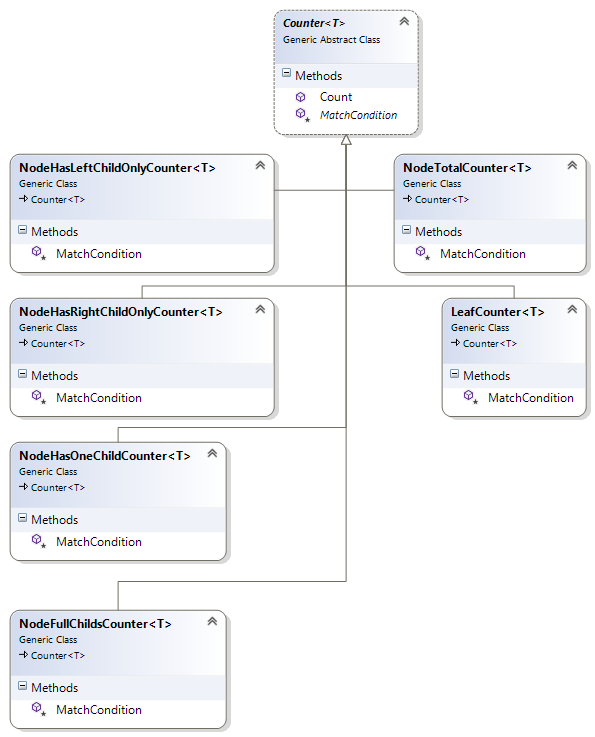 Counter<T>
Generic Abstract Class
Methods
Count
MatchCondition
NodeHasLeftChildOnlyCounter<T>
Generic Class
Counter<T>
Methods
MatchCondition
NodeTotalCounter<T>
Generic Class
Counter<T>
Methods
MatchCondition
NodeHasRightChildOnlyCounter<T>
Generic Class
Counter<T>
Methods
MatchCondition
LeafCounter<T>
Generic Class
Counter<T>
Methods
MatchCondition
NodeHasOneChildCounter<T>
Generic Class
Counter<T>
Methods
MatchCondition
NodeFullChildsCounter<T>
Generic Class
Counter<T>
Methods
MatchCondition